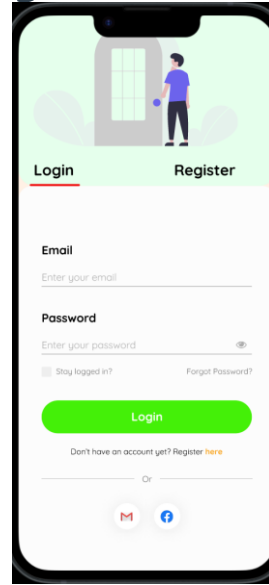 Login Register
Email
Enter your email
Password
Enter your password
Stay logged in? Forgot Password?
Login
Don't have an account yet? Register here
Or